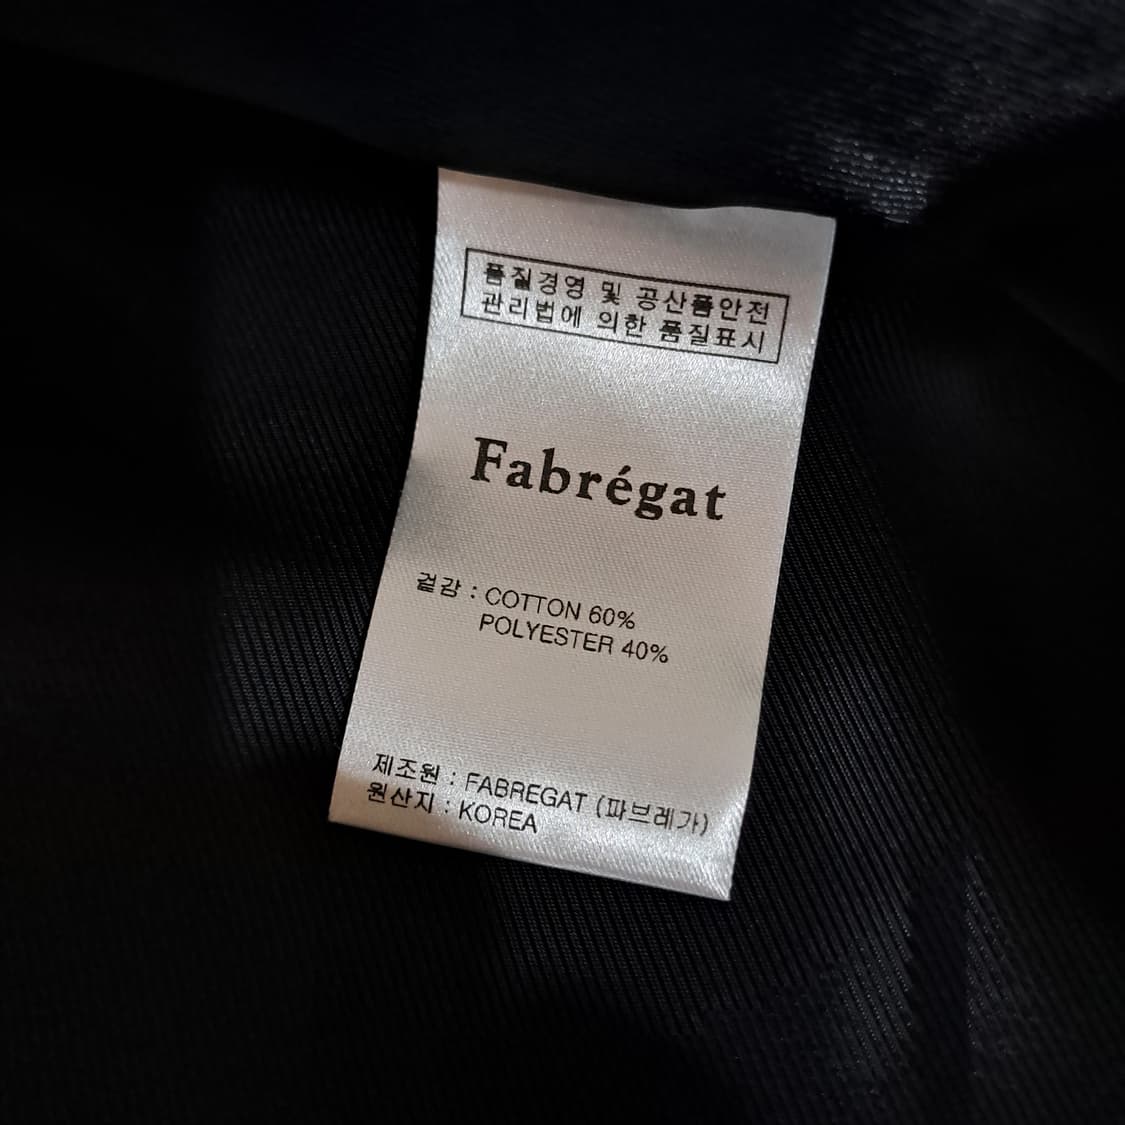 품질경영 및 공산품안전
관리법에 의한 품질표시
Fabrégat
겉감 : COTTON 60%
POLYESTER 40%
제조원 : FABREGAT (파브레가)
원산지 : KOREA